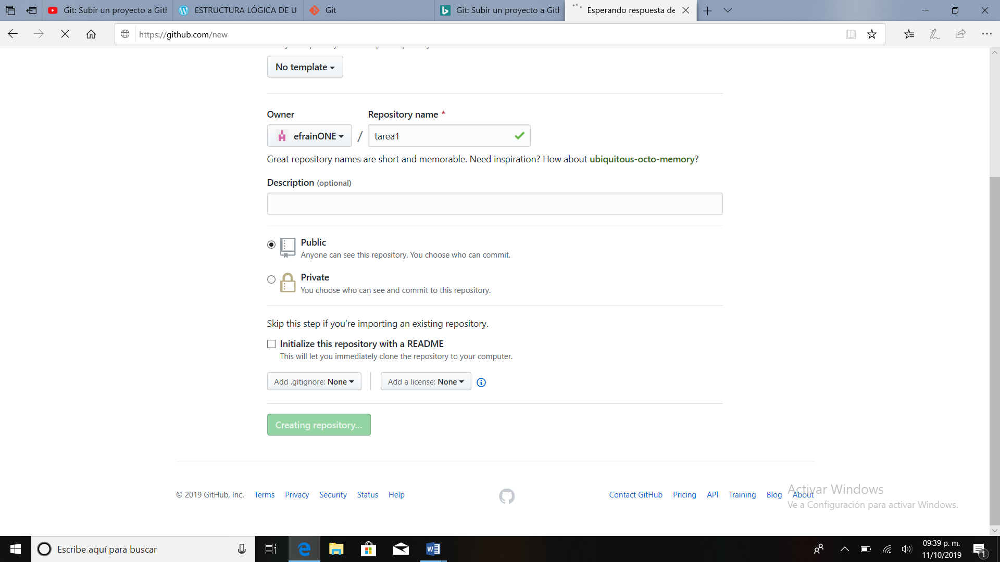 Git: Subir un proyecto a Gitl
ESTRUCTURA LÓGICA DE U
Git
Git: Subir un proyecto a Gitl
Esperando respuesta de
https://github.com/new
No template
Owner
Repository name *
efrainONE
/
tarea1
Great repository names are short and memorable. Need inspiration? How about ubiquitous-octo-memory?
Description (optional)
Public
Anyone can see this repository. You choose who can commit.
Private
You choose who can see and commit to this repository.
Skip this step if you’re importing an existing repository.
Initialize this repository with a README
This will let you immediately clone the repository to your computer.
Add .gitignore: None
Add a license: None
Creating repository...
© 2019 GitHub, Inc. Terms Privacy Security Status Help
Contact GitHub Pricing API Training Blog About
Activar Windows
Ve a Configuración para activar Windows.
Escribe aquí para buscar
09:39 p. m.
11/10/2019
1